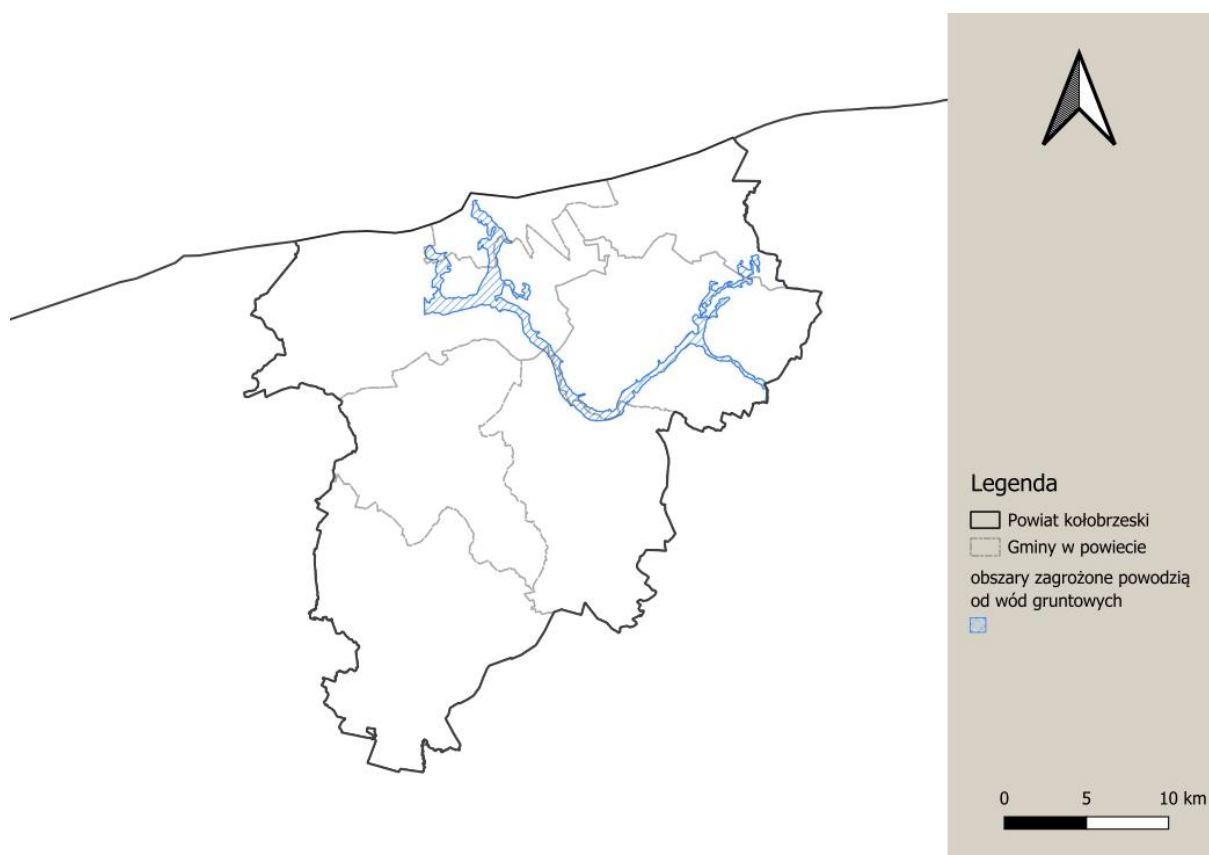 Legenda
Powiat kołobrzeski
Gminy w powiecie
obszary zagrożone powodzią
od wód gruntowych
0 5 10 km